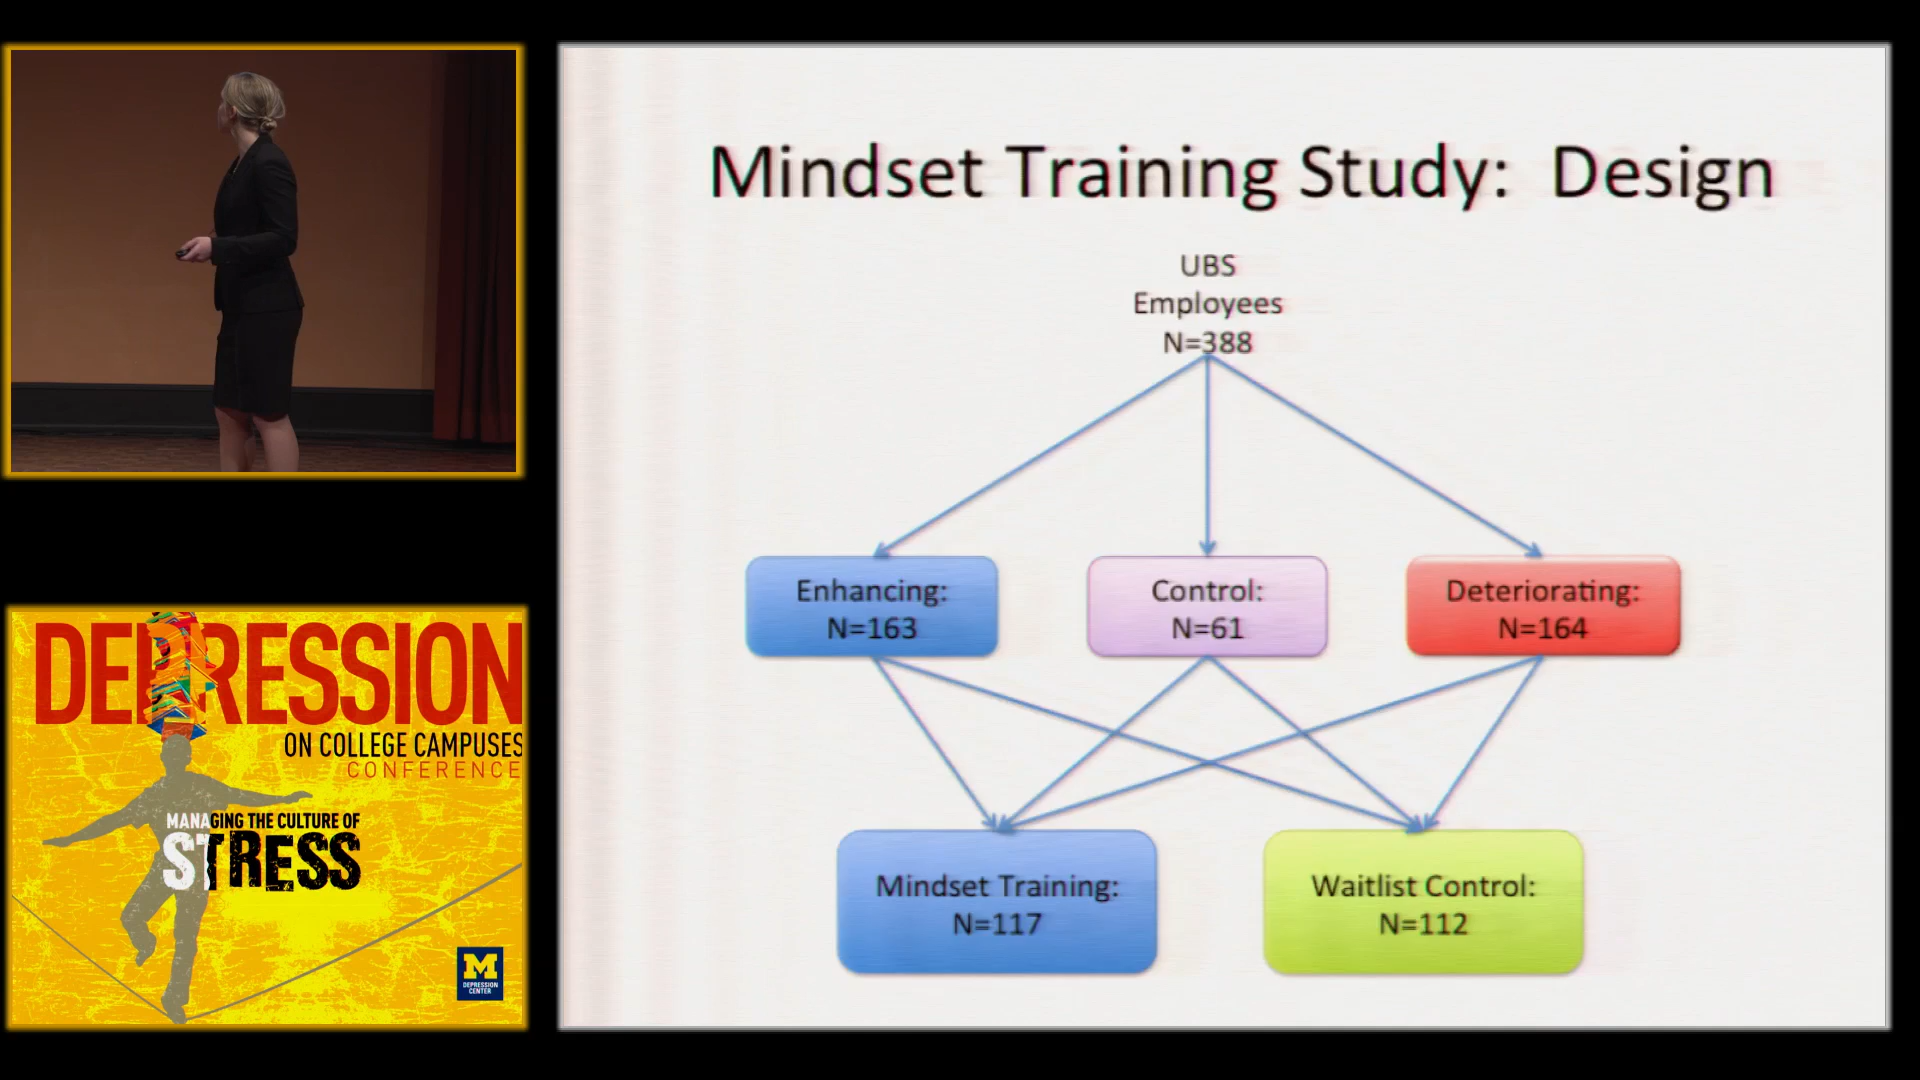 Mindset Training Study: Design
UBS
Employees
N=388
Enhancing:
N=163
Control:
N=61
Deteriorating:
N=164
Mindset Training:
N=117
Waitlist Control:
N=112
DEPRESSION
ON COLLEGE CAMPUSES
CONFERENCE
MANAGING THE CULTURE OF
STRESS
M
DEPRESSION
CENTER